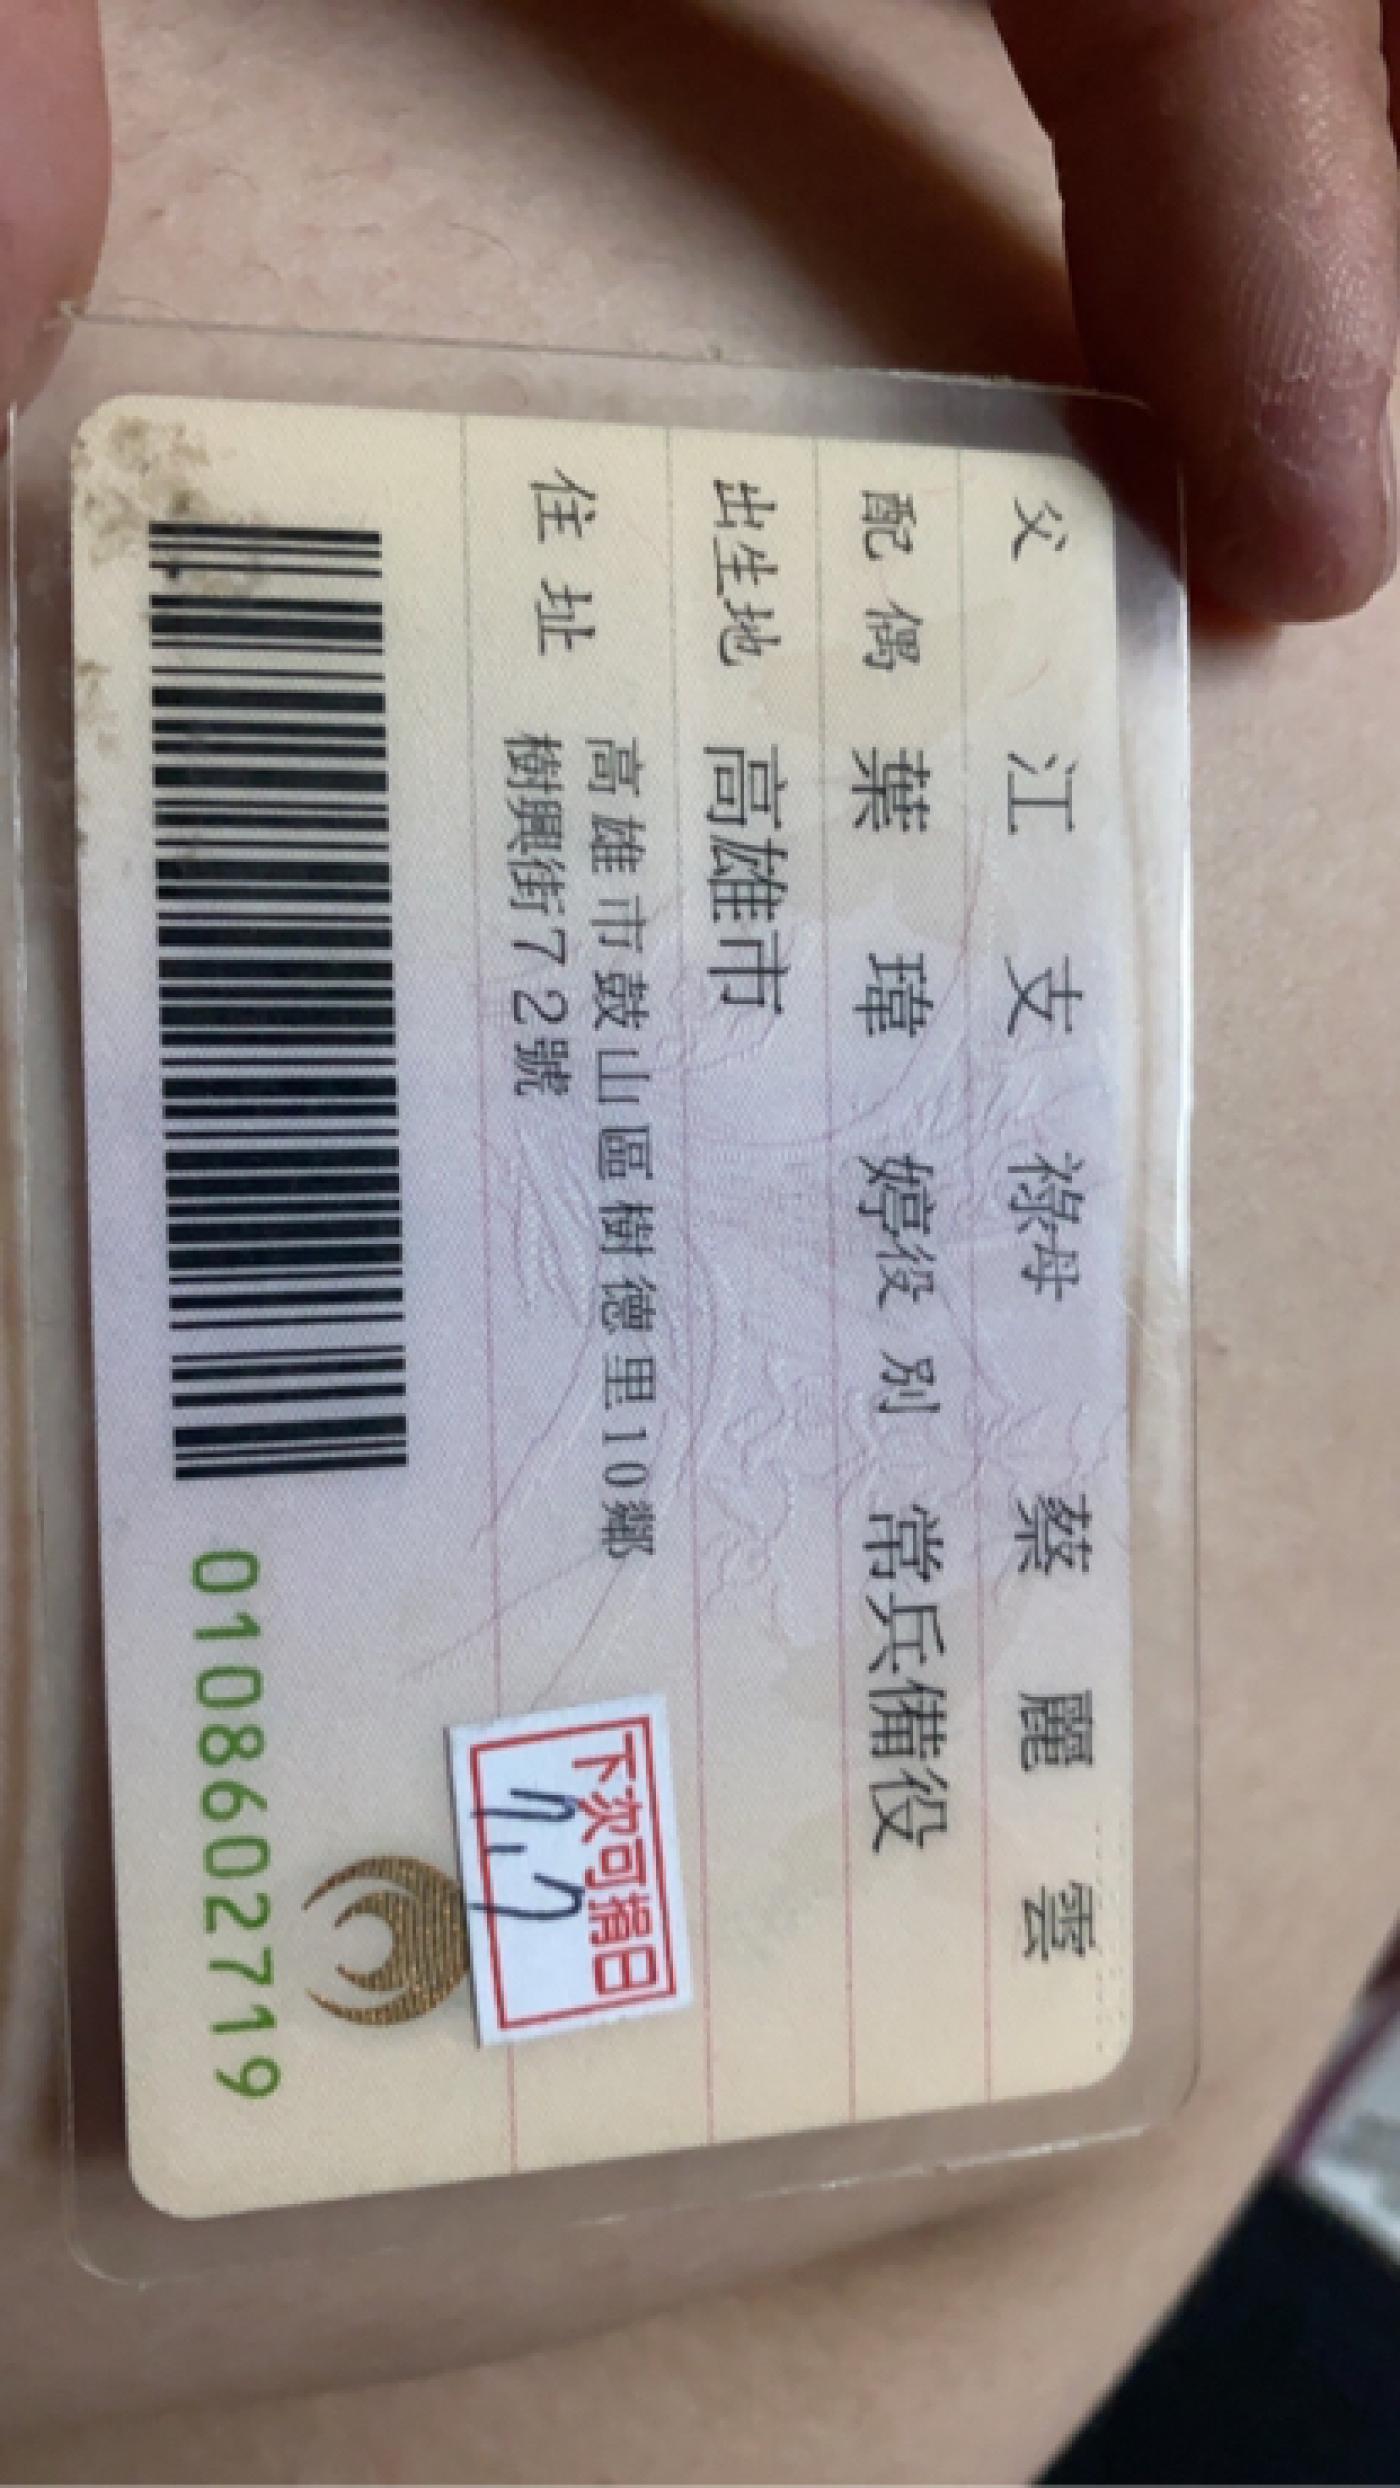 父 江支祿 母 蔡麗雲
配偶 葉瑋婷 役別 常兵備役
出生地 高雄市
住址 高雄市鼓山區樹德里10鄰
樹興街72號
下次可捐日
0108602719